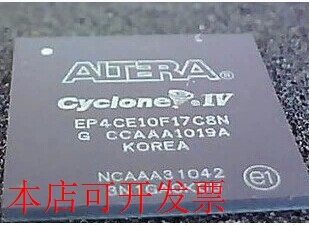 ALTERA®
Cyclone® IV
EP4CE10F17C8N
G CCAAA1019A
KOREA
NCAAA31042
e1
本店可开发票